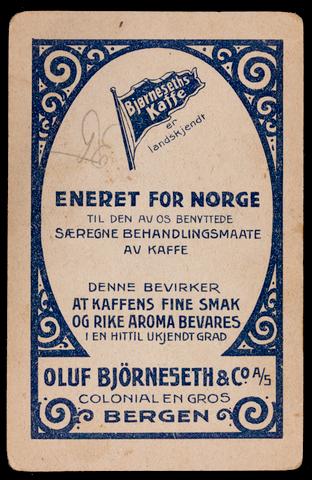 Bjørneseths
Kaffe
er
landskjendt
ENERET FOR NORGE
TIL DEN AV OS BENYTTEDE
SÆREGNE BEHANDLINGSMAATE
AV KAFFE
DENNE BEVIRKER
AT KAFFENS FINE SMAK
OG RIKE AROMA BEVARES
I EN HITTIL UKJENDT GRAD
OLUF BJÖRNESETH & Co. A/S
COLONIAL EN GROS
BERGEN